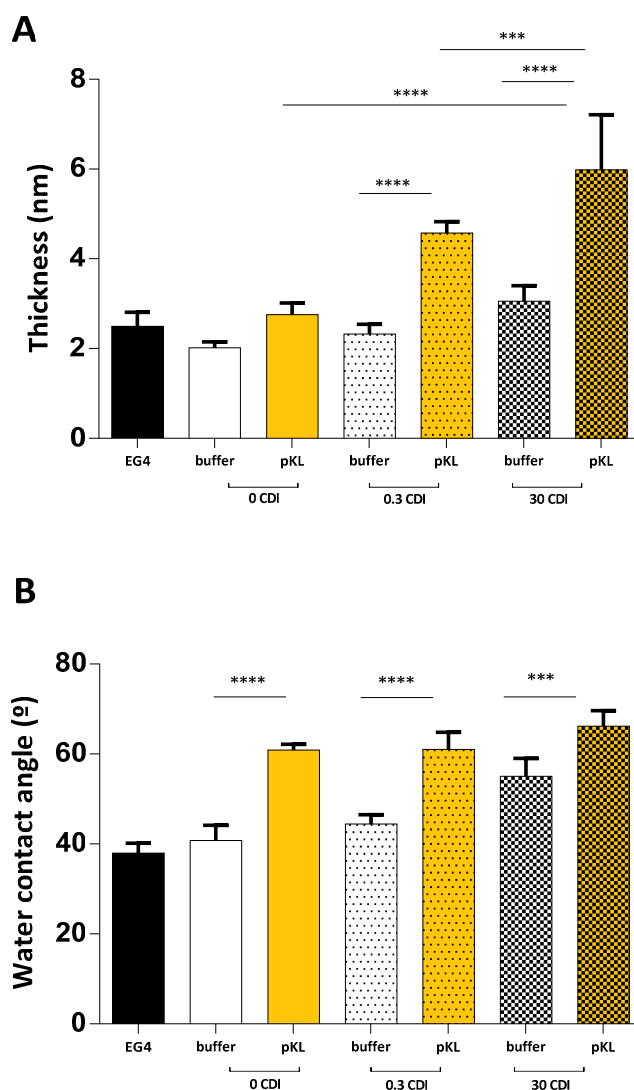 A
***
****
8
****
6
****
4
2
0
Thickness (nm)
EG4 buffer pKL buffer pKL buffer pKL
0 CDI 0.3 CDI 30 CDI
B
80
**** **** ***
60
40
20
0
Water contact angle (º)
EG4 buffer pKL buffer pKL buffer pKL
0 CDI 0.3 CDI 30 CDI